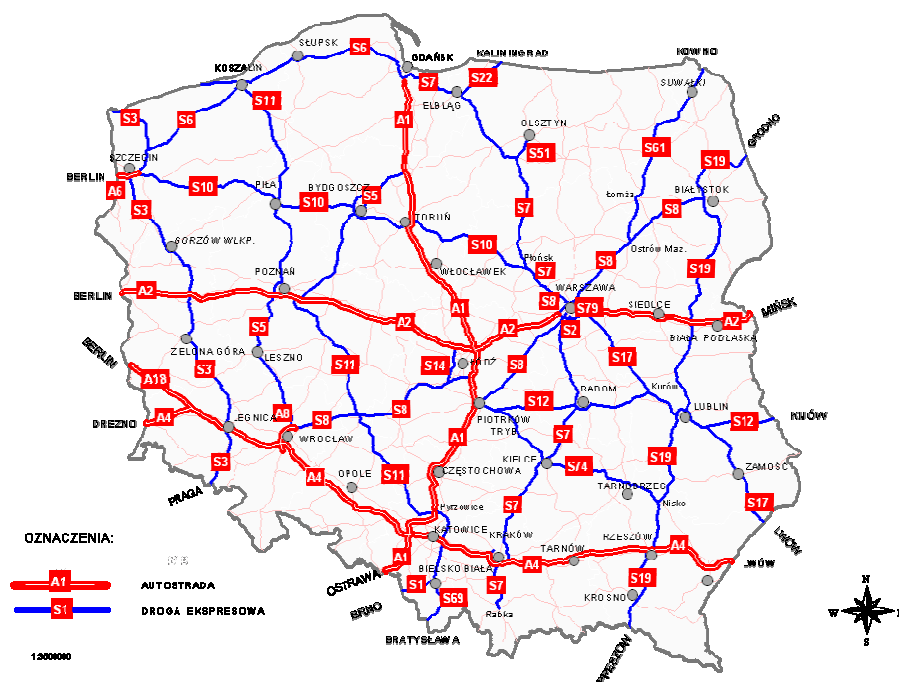 SŁUPSK
S6
GDAŃSK
KALININGRAD
KOWNO
KOSZALIN
S11
S7
S22
SUWAŁKI
ELBLĄG
S3
S6
A1
OLSZTYN
GRODNO
S51
S61
SZCZECIN
S19
BERLIN
A6
S10
PIŁA
BYDGOSZCZ
S5
Łomża
BIAŁYSTOK
S3
S10
S7
S8
TORUŃ
GORZÓW WLKP.
S10
Ostrów Maz.
Płońsk
S8
S19
POZNAŃ
WŁOCŁAWEK
S7
BERLIN
A2
WARSZAWA
S8
S79
SIEDLCE
MIŃSK
A1
A2
A2
S2
A2
S5
BIAŁA PODLASKA
BERLIN
ZIELONA GÓRA
LESZNO
S11
S14
ŁÓDŹ
S8
S17
S3
A18
Kurów
RADOM
S12
LUBLIN
A4
LEGNICA
A8
S8
S8
PIOTRKÓW
TRYB.
S12
KIJÓW
DREZNO
WROCŁAW
A1
S7
S3
KIELCE
S74
S19
ZAMOŚĆ
OPOLE
A4
S11
CZĘSTOCHOWA
TARNOBRZEG
PRAGA
S7
Nisko
S17
Pyrzowice
LWÓW
OZNACZENIA:
KATOWICE
KRAKÓW
TARNÓW
RZESZÓW
A4
A1
BIELSKO BIAŁA
A4
LWÓW
OSTRAWA
S1
S7
S19
A1
AUTOSTRADA
S69
KROSNO
S1
DROGA EKSPRESOWA
BRNO
Rabka
BRATYSŁAWA
PRESZÓW
N
W
S